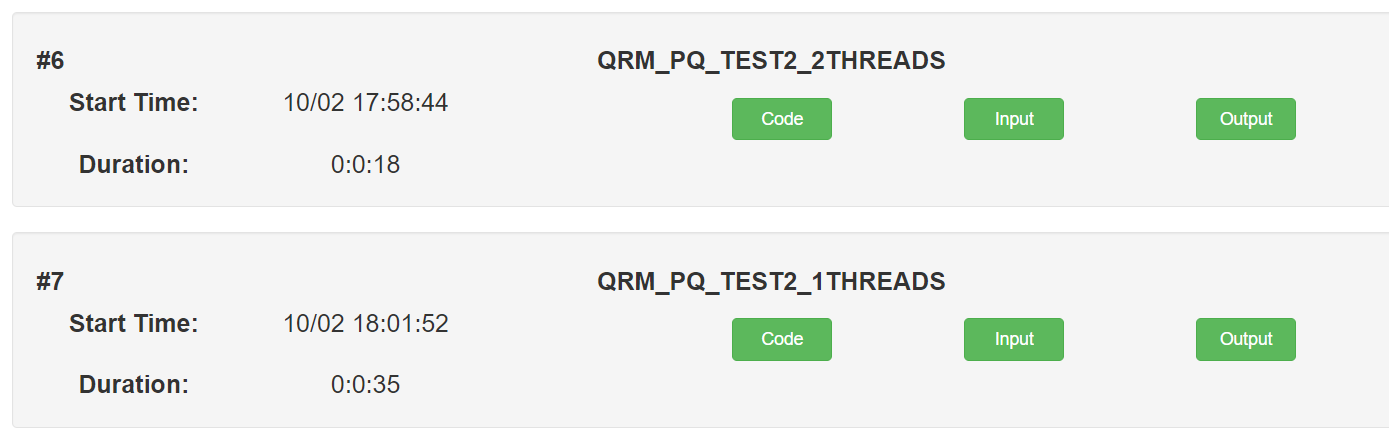 #6 QRM_PQ_TEST2_2THREADS
Start Time: 10/02 17:58:44 Code Input Output
Duration: 0:0:18
#7 QRM_PQ_TEST2_1THREADS
Start Time: 10/02 18:01:52 Code Input Output
Duration: 0:0:35